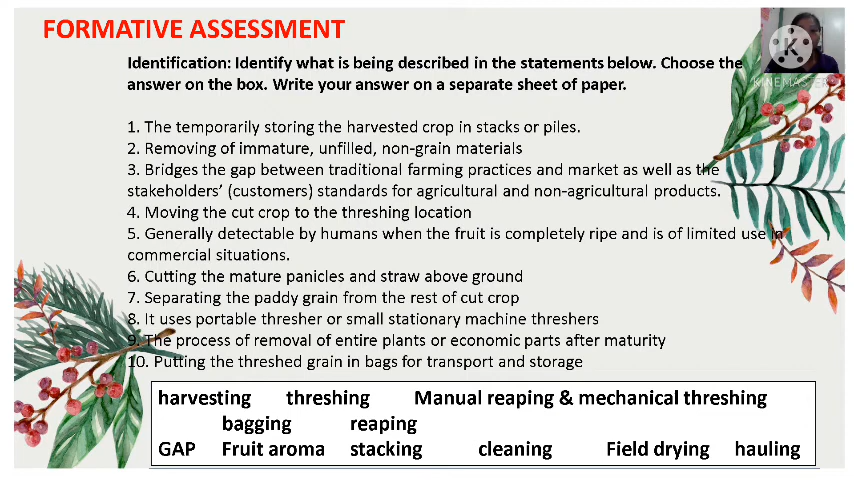 FORMATIVE ASSESSMENT
Identification: Identify what is being described in the statements below. Choose the
answer on the box. Write your answer on a separate sheet of paper.
1. The temporarily storing the harvested crop in stacks or piles.
2. Removing of immature, unfilled, non-grain materials
3. Bridges the gap between traditional farming practices and market as well as the
stakeholders’ (customers) standards for agricultural and non-agricultural products.
4. Moving the cut crop to the threshing location
5. Generally detectable by humans when the fruit is completely ripe and is of limited use in
commercial situations.
6. Cutting the mature panicles and straw above ground
7. Separating the paddy grain from the rest of cut crop
8. It uses portable thresher or small stationary machine threshers
9. The process of removal of entire plants or economic parts after maturity
10. Putting the threshed grain in bags for transport and storage
harvesting threshing Manual reaping & mechanical threshing
bagging reaping
GAP Fruit aroma stacking cleaning Field drying hauling
K
KINEMASTER